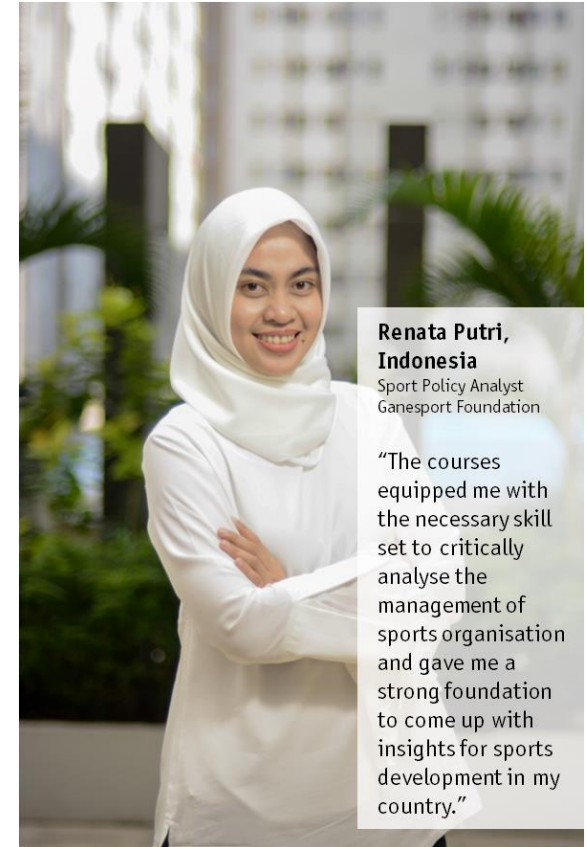 Renata Putri,
Indonesia
Sport Policy Analyst
Ganesport Foundation
“The courses
equipped me with
the necessary skill
set to critically
analyse the
management of
sports organisation
and gave me a
strong foundation
to come up with
insights for sports
development in my
country.”